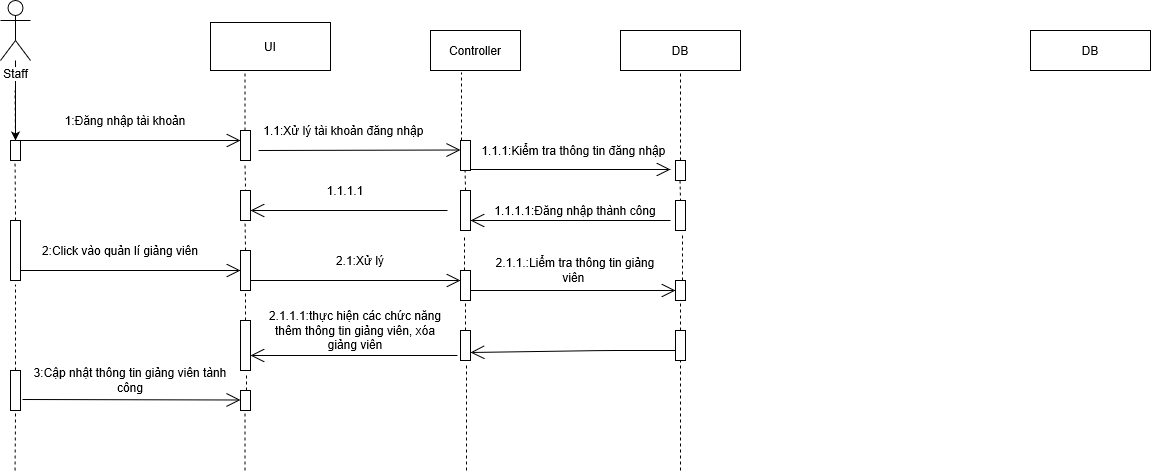 UI
Controller
DB
DB
Staff
1:Đăng nhập tài khoản
1.1:Xử lý tài khoản đăng nhập
1.1.1:Kiểm tra thông tin đăng nhập
1.1.1.1
1.1.1.1:Đăng nhập thành công
2:Click vào quản lí giảng viên
2.1:Xử lý
2.1.1.:Liểm tra thông tin giảng
viên
2.1.1.1:thực hiện các chức năng
thêm thông tin giảng viên, xóa
giảng viên
3:Cập nhật thông tin giảng viên tành
công